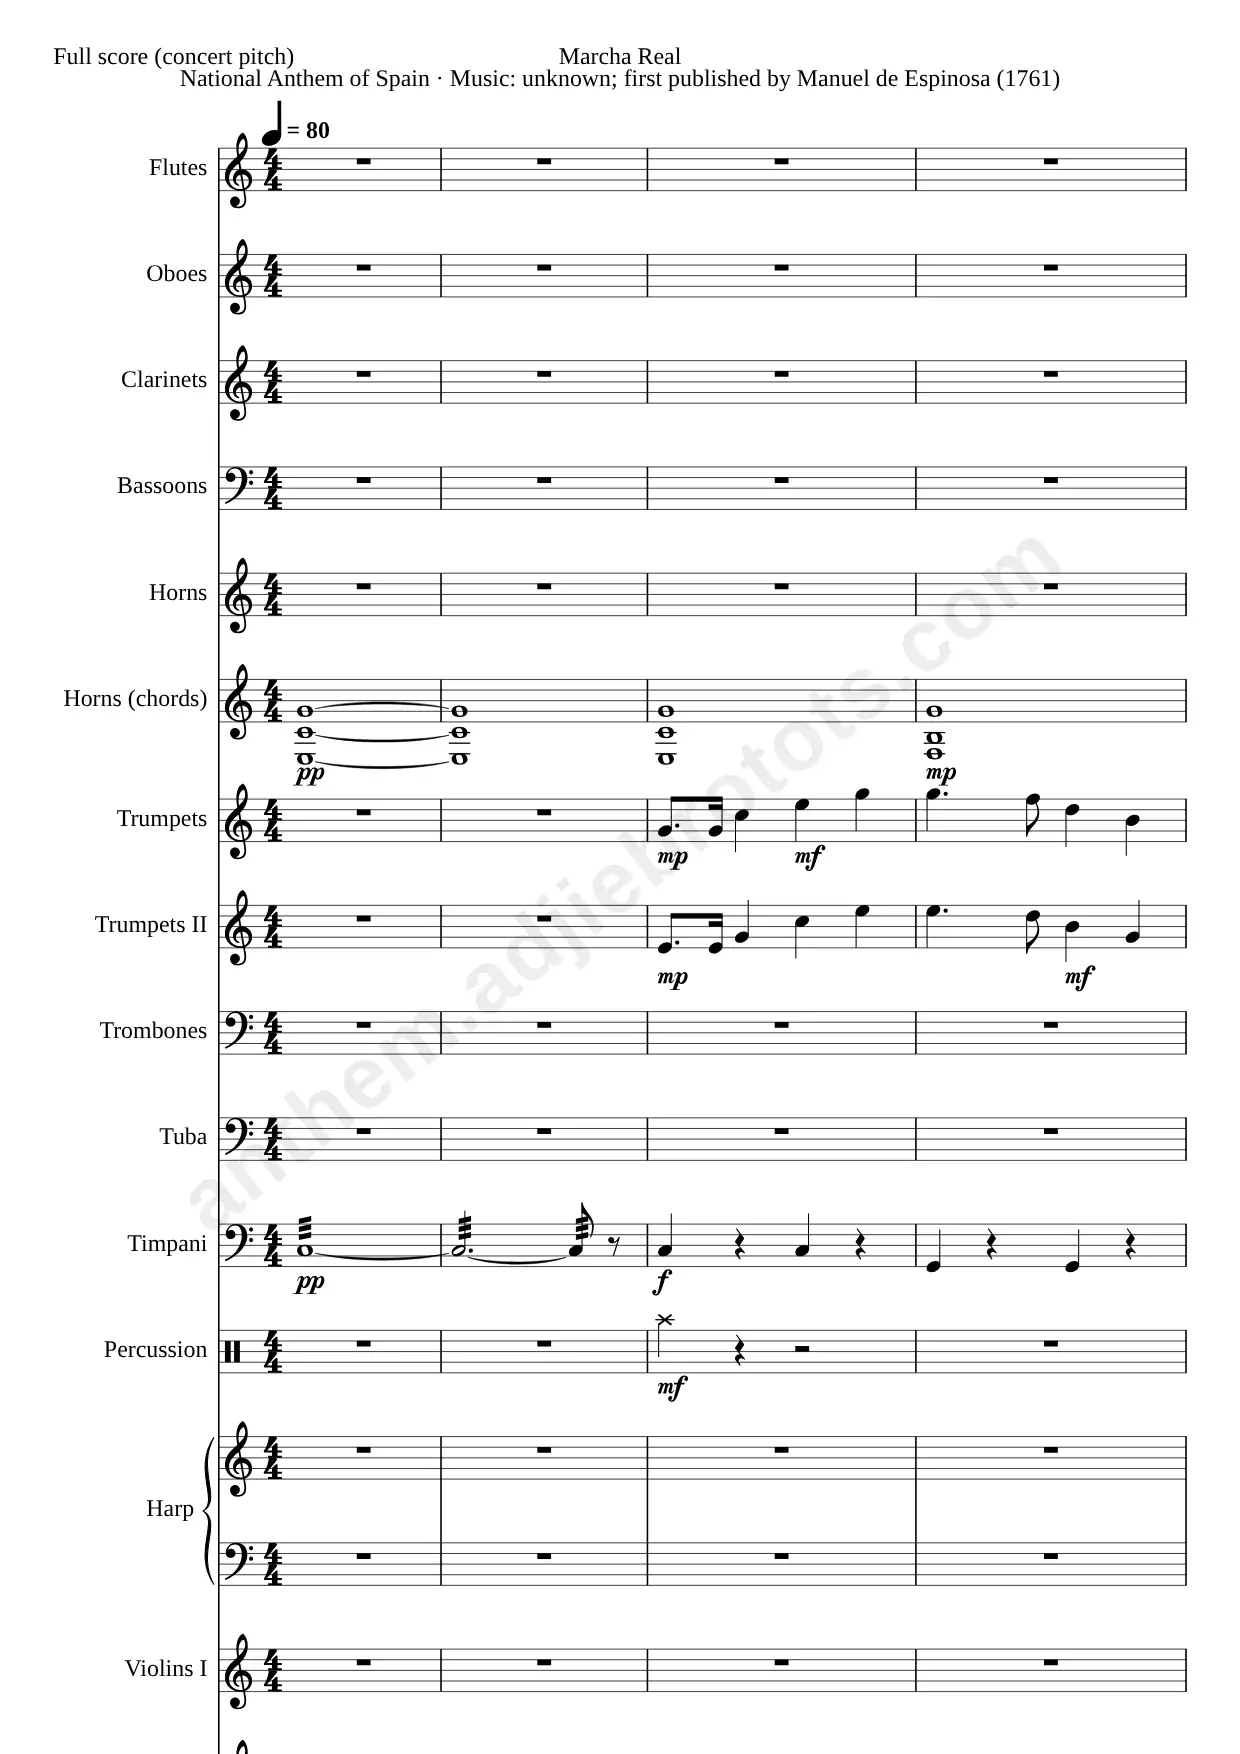 Full score (concert pitch)
Marcha Real
National Anthem of Spain · Music: unknown; first published by Manuel de Espinosa (1761)
= 80
Flutes
Oboes
Clarinets
Bassoons
Horns
Horns (chords)
pp
mp
Trumpets
mp
mf
Trumpets II
mp
mf
Trombones
Tuba
Timpani
pp
f
Percussion
mf
Harp
Violins I
anthem.adjiebrotots.com